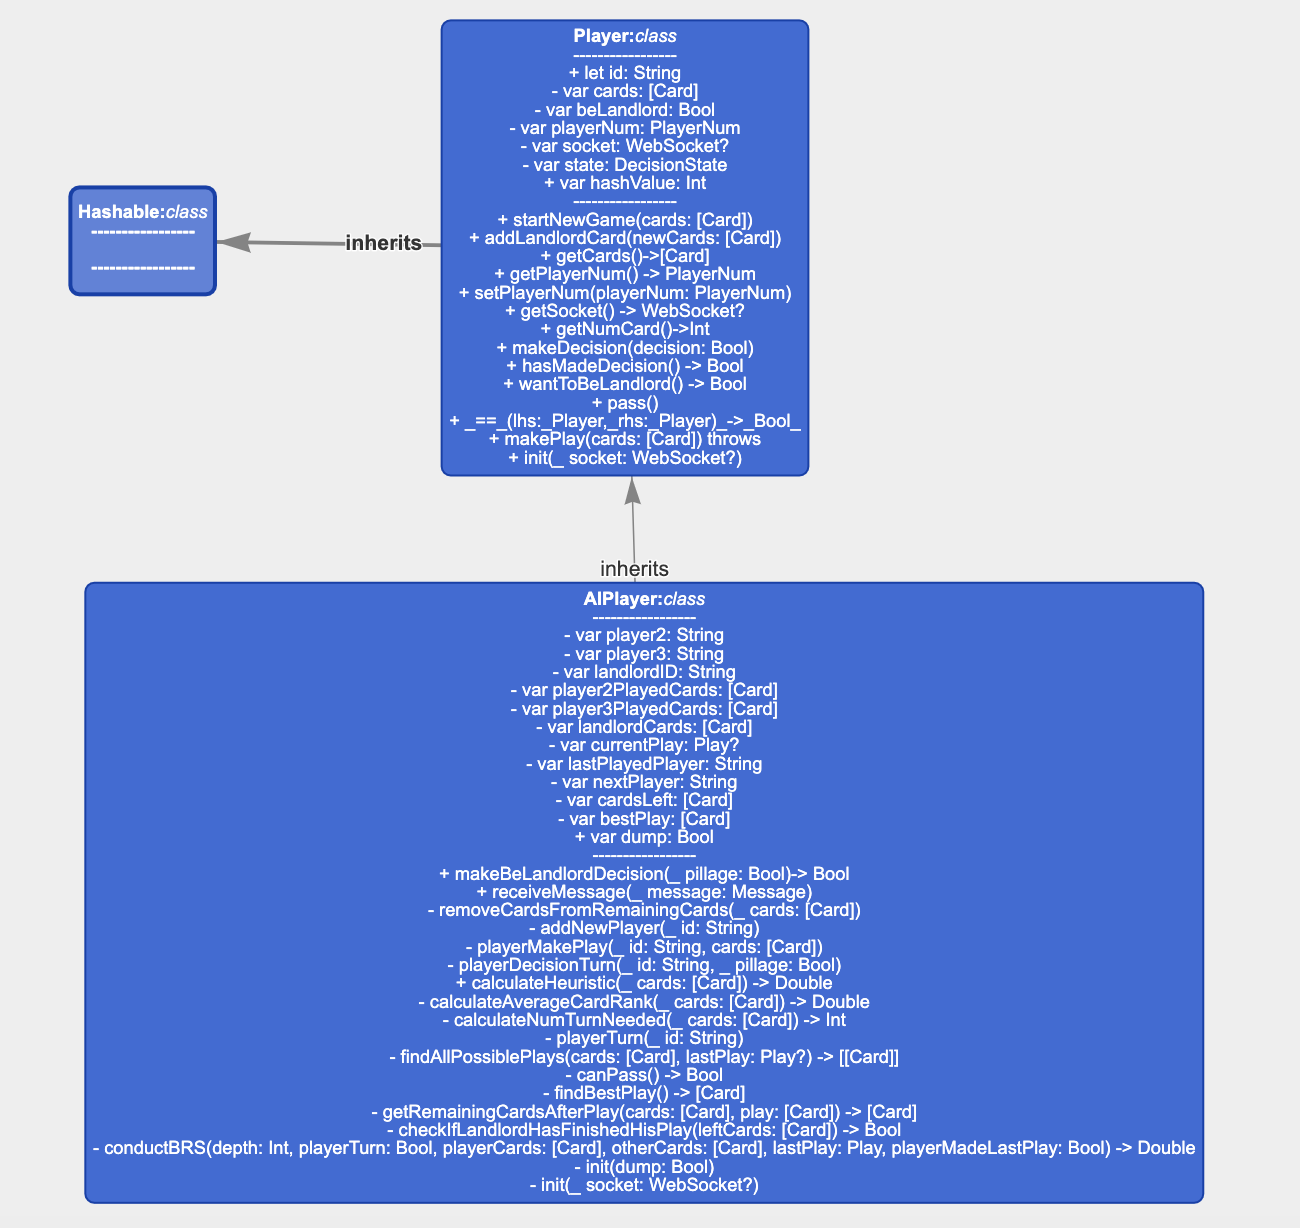 Player:class
-----------------
+ let id: String
- var cards: [Card]
- var beLandlord: Bool
- var playerNum: PlayerNum
- var socket: WebSocket?
- var state: DecisionState
+ var hashValue: Int
-----------------
+ startNewGame(cards: [Card])
+ addLandlordCard(newCards: [Card])
+ getCards()->[Card]
+ getPlayerNum() -> PlayerNum
+ setPlayerNum(playerNum: PlayerNum)
+ getSocket() -> WebSocket?
+ getNumCard()->Int
+ makeDecision(decision: Bool)
+ hasMadeDecision() -> Bool
+ wantToBeLandlord() -> Bool
+ pass()
+ _==_(lhs:_Player,_rhs:_Player)_->_Bool_
+ makePlay(cards: [Card]) throws
+ init(_ socket: WebSocket?)
Hashable:class
-----------------
-----------------
inherits
inherits
AIPlayer:class
-----------------
- var player2: String
- var player3: String
- var landlordID: String
- var player2PlayedCards: [Card]
- var player3PlayedCards: [Card]
- var landlordCards: [Card]
- var currentPlay: Play?
- var lastPlayedPlayer: String
- var nextPlayer: String
- var cardsLeft: [Card]
- var bestPlay: [Card]
+ var dump: Bool
-----------------
+ makeBeLandlordDecision(_ pillage: Bool)-> Bool
+ receiveMessage(_ message: Message)
- removeCardsFromRemainingCards(_ cards: [Card])
- addNewPlayer(_ id: String)
- playerMakePlay(_ id: String, cards: [Card])
- playerDecisionTurn(_ id: String, _ pillage: Bool)
+ calculateHeuristic(_ cards: [Card]) -> Double
- calculateAverageCardRank(_ cards: [Card]) -> Double
- calculateNumTurnNeeded(_ cards: [Card]) -> Int
- playerTurn(_ id: String)
- findAllPossiblePlays(cards: [Card], lastPlay: Play?) -> [[Card]]
- canPass() -> Bool
- findBestPlay() -> [Card]
- getRemainingCardsAfterPlay(cards: [Card], play: [Card]) -> [Card]
- checkIfLandlordHasFinishedHisPlay(leftCards: [Card]) -> Bool
- conductBRS(depth: Int, playerTurn: Bool, playerCards: [Card], otherCards: [Card], lastPlay: Play, playerMadeLastPlay: Bool) -> Double
- init(dump: Bool)
- init(_ socket: WebSocket?)